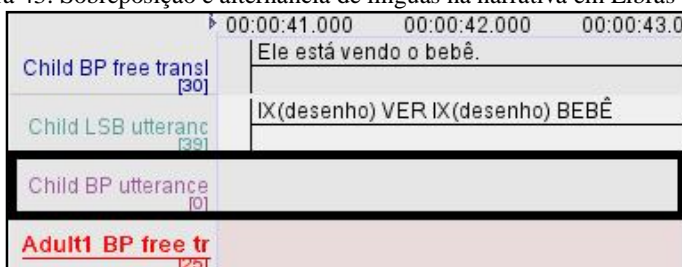 43: Sobreposição e alternância de línguas na narrativa em Libras
00:00:41.000 00:00:42.000 00:00:43.0
Child BP free transl
[30]
Ele está vendo o bebê.
Child LSB utteranc
[39]
IX(desenho) VER IX(desenho) BEBÊ
Child BP utterance
[0]
Adult1 BP free tr
[25]